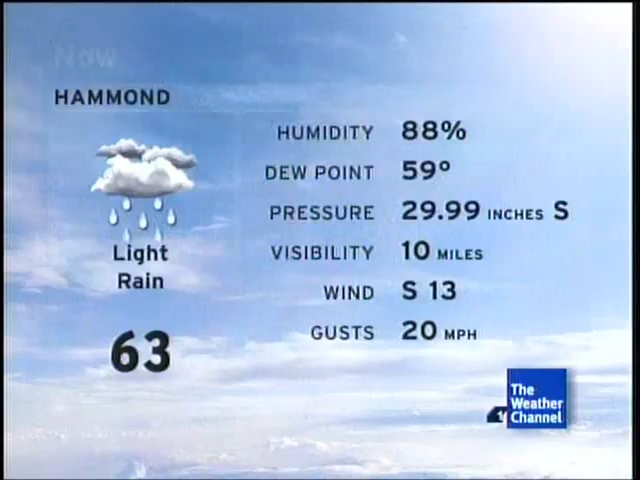 Now
HAMMOND
Light
Rain
63
HUMIDITY 88%
DEW POINT 59°
PRESSURE 29.99 INCHES S
VISIBILITY 10 MILES
WIND S 13
GUSTS 20 MPH
The
Weather
Channel